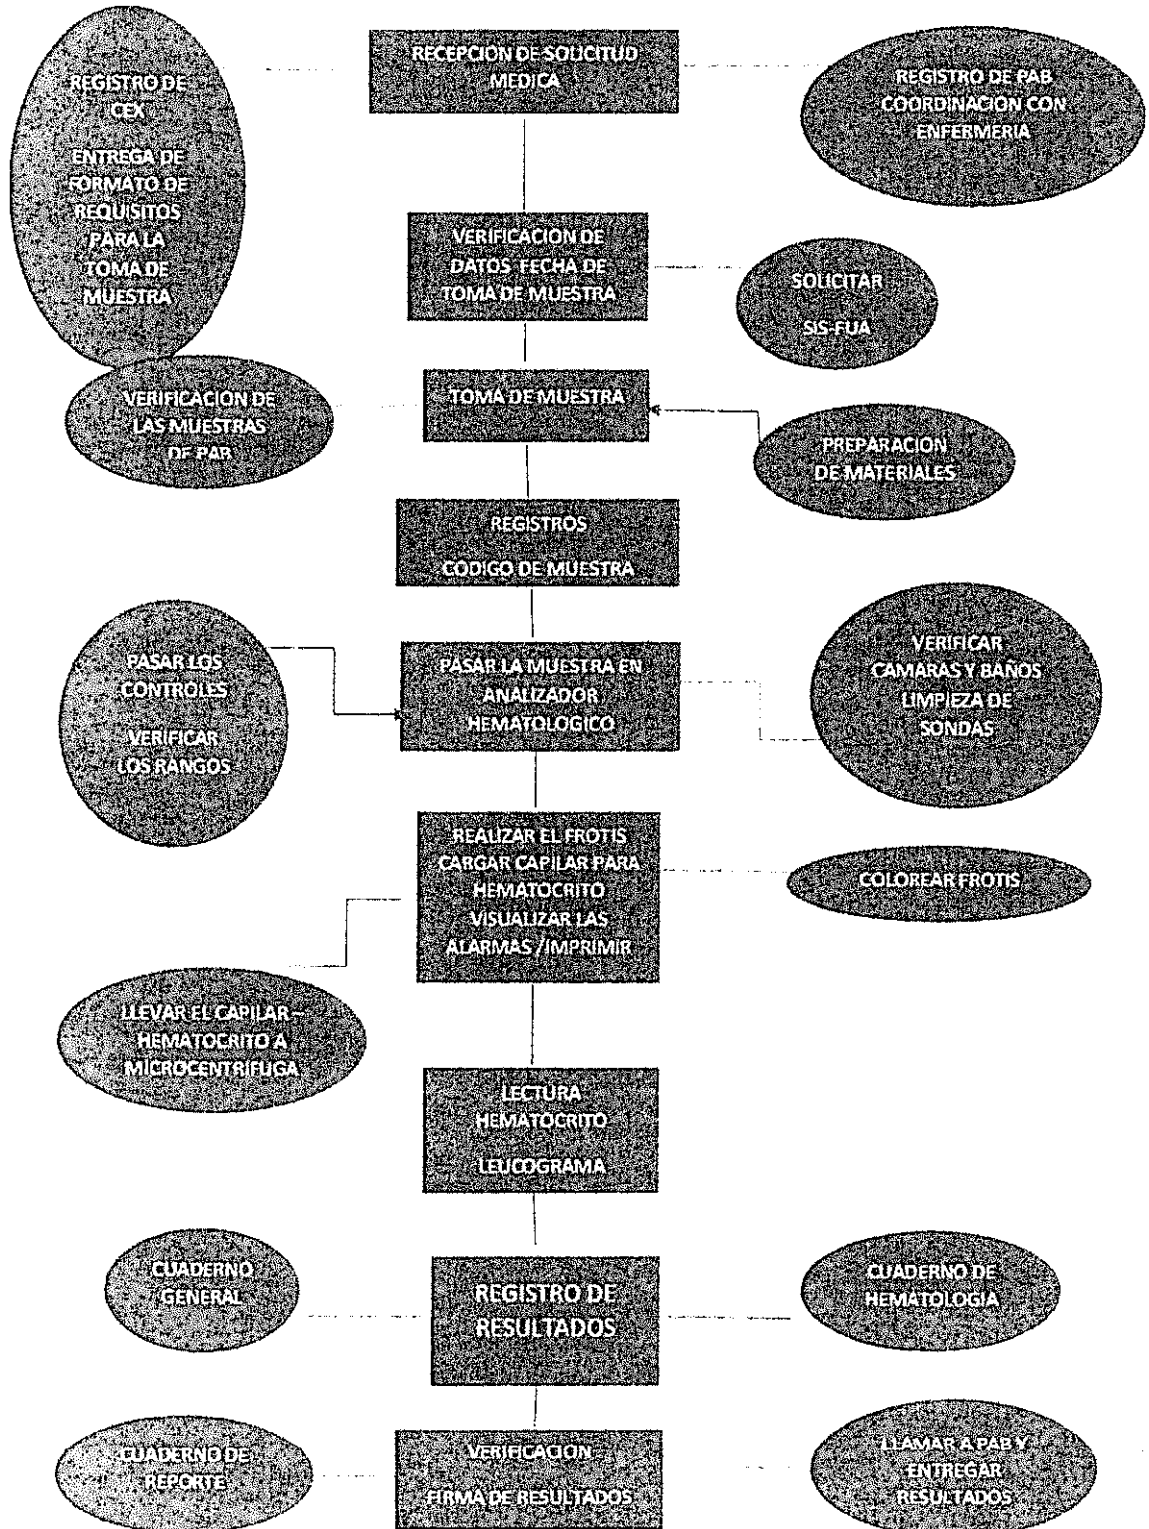 RECEPCION DE SOLICITUD
MEDICA
REGISTRO DE
CEX
ENTREGA DE
FORMATO DE
REQUISITOS
PARA LA
TOMA DE
MUESTRA
REGISTRO DE PAB
COORDINACION CON
ENFERMERIA
VERIFICACION DE
DATOS FECHA DE
TOMA DE MUESTRA
SOLICITAR
SIS-FUA
VERIFICACION DE
LAS MUESTRAS
DE PAB
TOMA DE MUESTRA
PREPARACION
DE MATERIALES
REGISTROS
CODIGO DE MUESTRA
PASAR LOS
CONTROLES
VERIFICAR
LOS RANGOS
PASAR LA MUESTRA EN
ANALIZADOR
HEMATOLOGICO
VERIFICAR
CAMARAS Y BAÑOS
LIMPIEZA DE
SONDAS
REALIZAR EL FROTIS
CARGAR CAPILAR PARA
HEMATOCRITO
VISUALIZAR LAS
ALARMAS /IMPRIMIR
COLOREAR FROTIS
LLEVAR EL CAPILAR –
HEMATOCRITO A
MICROCENTRÍFUGA
LECTURA
HEMATOCRITO
LEUCOGRAMA
CUADERNO
GENERAL
REGISTRO DE
RESULTADOS
CUADERNO DE
HEMATOLOGIA
CUADERNO DE
REPORTE
VERIFICACION
FIRMA DE RESULTADOS
LLAMAR A PAB Y
ENTREGAR
RESULTADOS